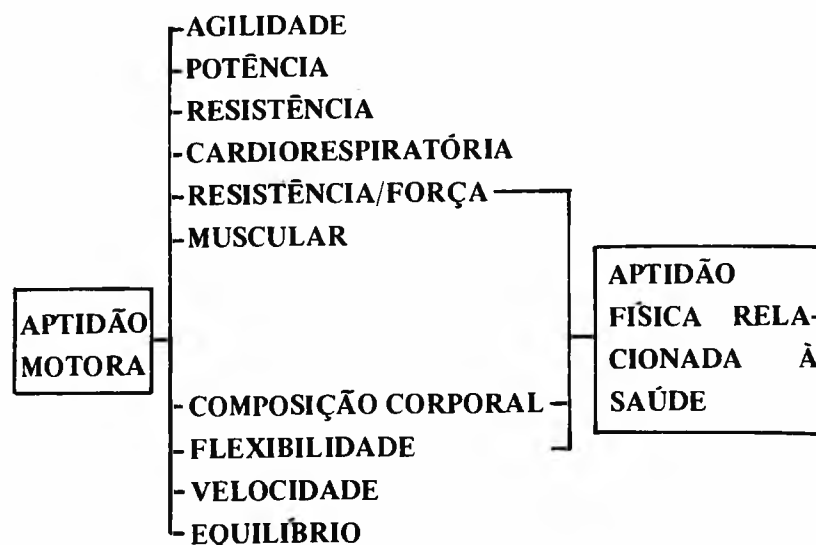 AGILIDADE
POTÊNCIA
RESISTÊNCIA
CARDIORESPIRATÓRIA
RESISTÊNCIA/FORÇA
MUSCULAR
APTIDÃO
MOTORA
COMPOSIÇÃO CORPORAL
FLEXIBILIDADE
VELOCIDADE
EQUILÍBRIO
APTIDÃO
FÍSICA RELA-
CIONADA À
SAÚDE